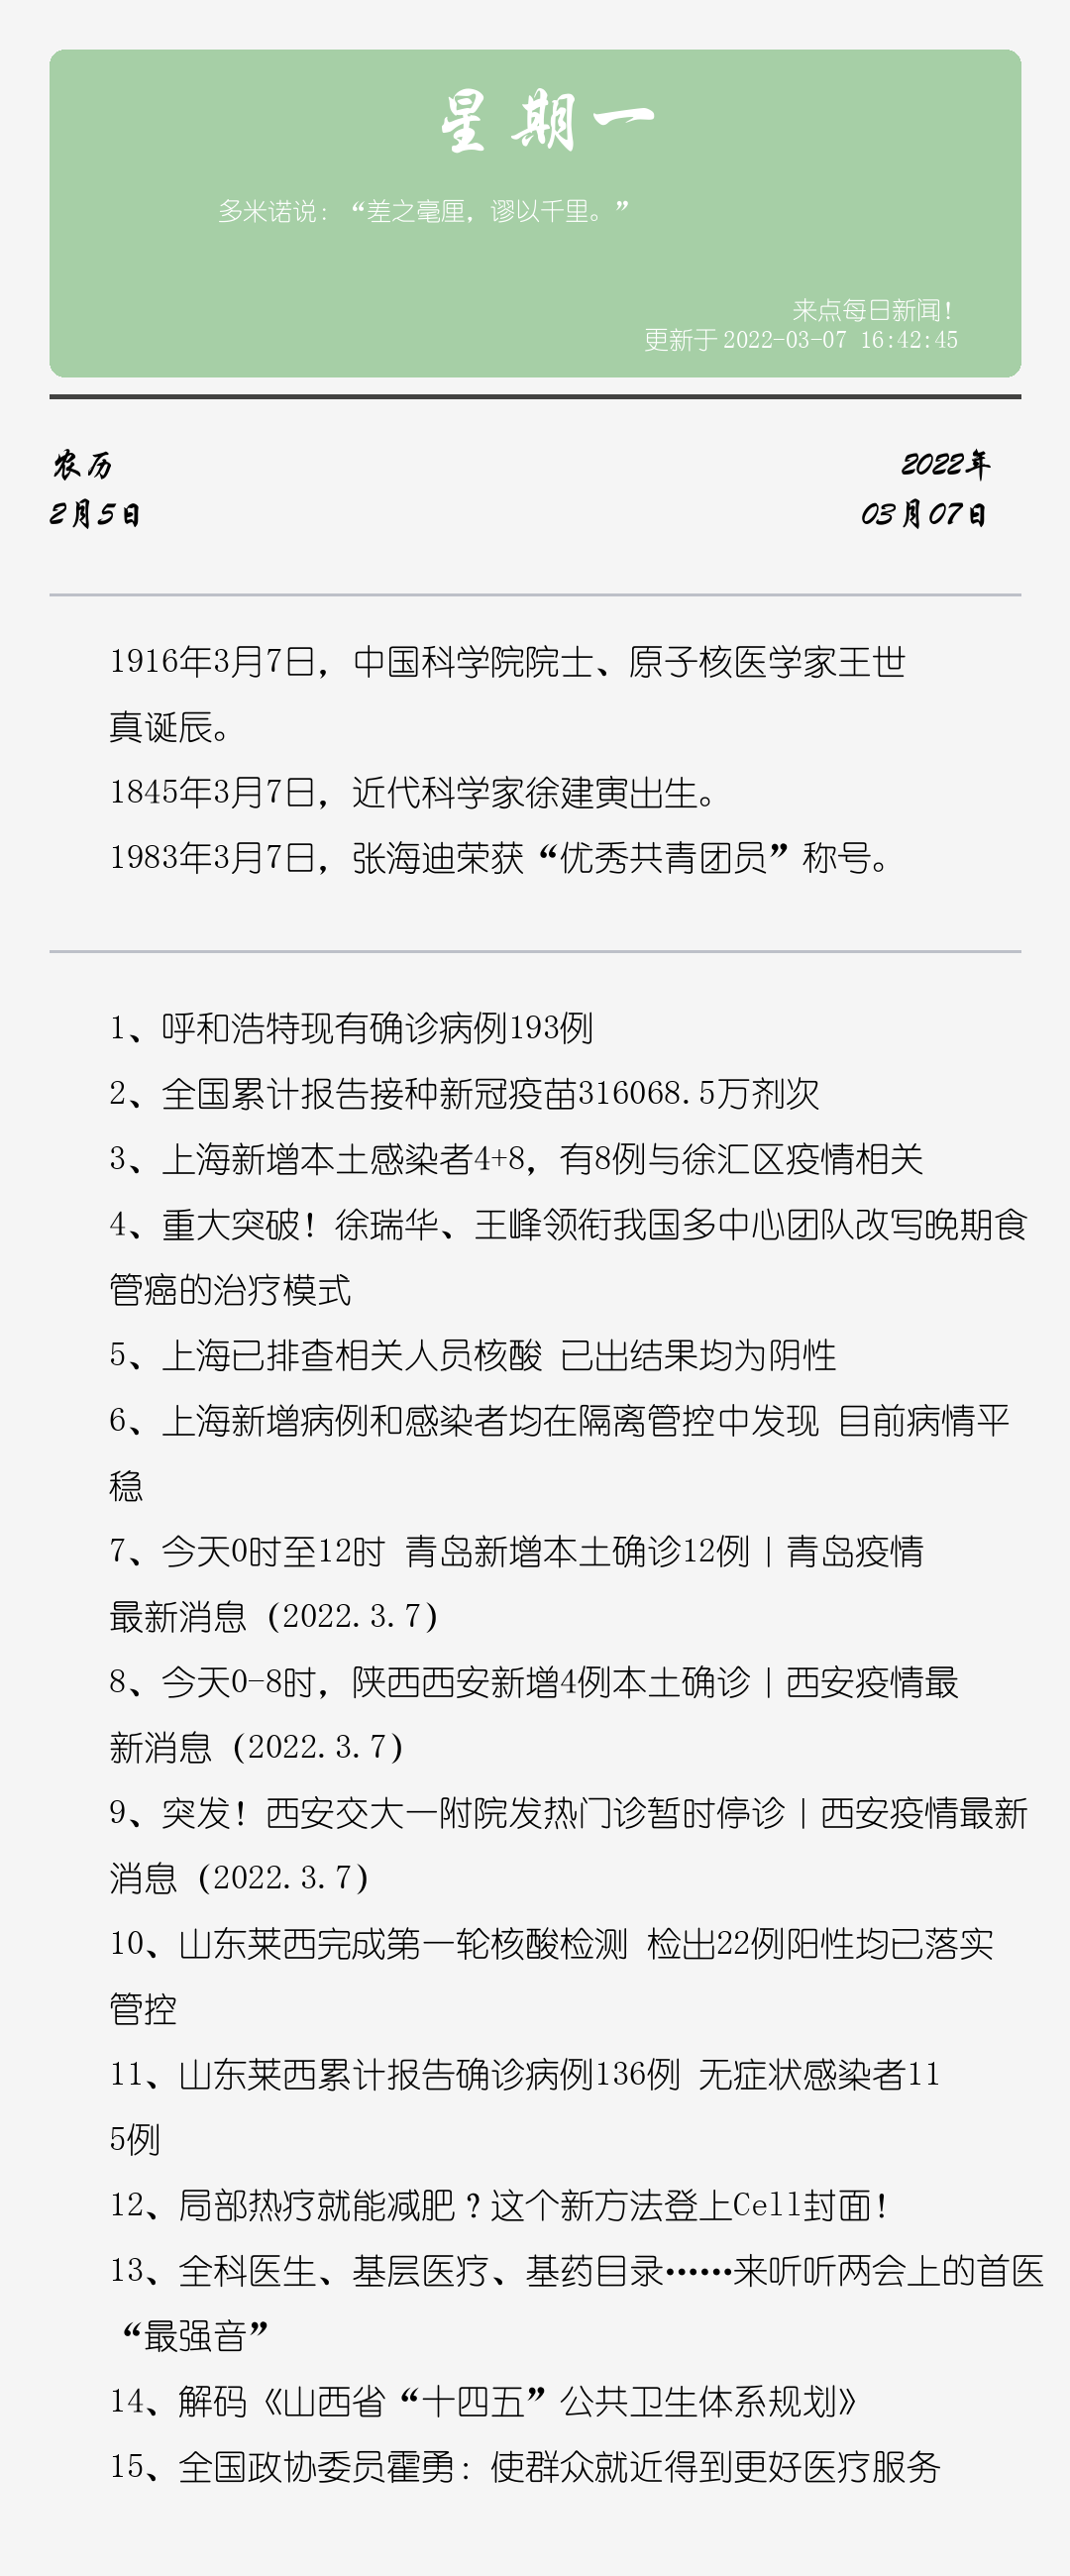 星期一
多米诺说：“差之毫厘，谬以千里。”
来点每日新闻！
更新于 2022-03-07 16:42:45
农历
2022年
2月5日
03月07日
1916年3月7日，中国科学院院士、原子核医学家王世
真诞辰。
1845年3月7日，近代科学家徐建寅出生。
1983年3月7日，张海迪荣获“优秀共青团员”称号。
1、呼和浩特现有确诊病例193例
2、全国累计报告接种新冠疫苗316068.5万剂次
3、上海新增本土感染者4+8，有8例与徐汇区疫情相关
4、重大突破！徐瑞华、王峰领衔我国多中心团队改写晚期食
管癌的治疗模式
5、上海已排查相关人员核酸 已出结果均为阴性
6、上海新增病例和感染者均在隔离管控中发现 目前病情平
稳
7、今天0时至12时 青岛新增本土确诊12例｜青岛疫情
最新消息（2022.3.7）
8、今天0-8时，陕西西安新增4例本土确诊｜西安疫情最
新消息（2022.3.7）
9、突发！西安交大一附院发热门诊暂时停诊｜西安疫情最新
消息（2022.3.7）
10、山东莱西完成第一轮核酸检测 检出22例阳性均已落实
管控
11、山东莱西累计报告确诊病例136例 无症状感染者11
5例
12、局部热疗就能减肥？这个新方法登上Cell封面！
13、全科医生、基层医疗、基药目录……来听听两会上的首医
“最强音”
14、解码《山西省“十四五”公共卫生体系规划》
15、全国政协委员霍勇：使群众就近得到更好医疗服务